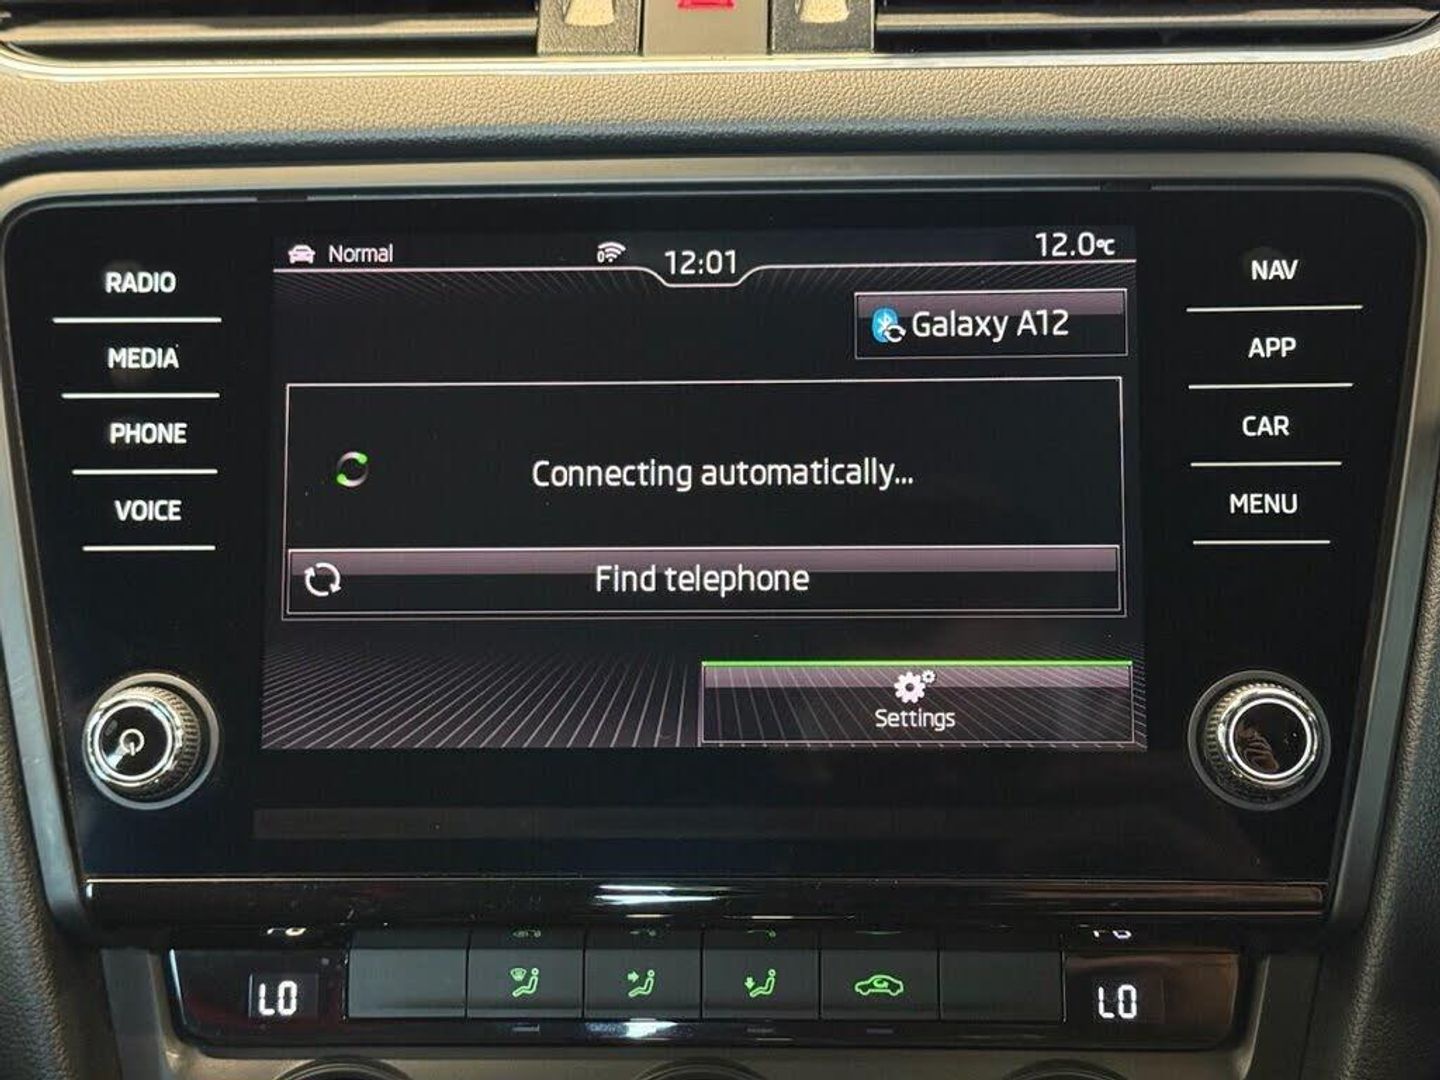 Normal
0
12:01
12.0°C
RADIO
MEDIA
PHONE
VOICE
Galaxy A12
Connecting automatically...
Find telephone
Settings
NAV
APP
CAR
MENU
LO
LO